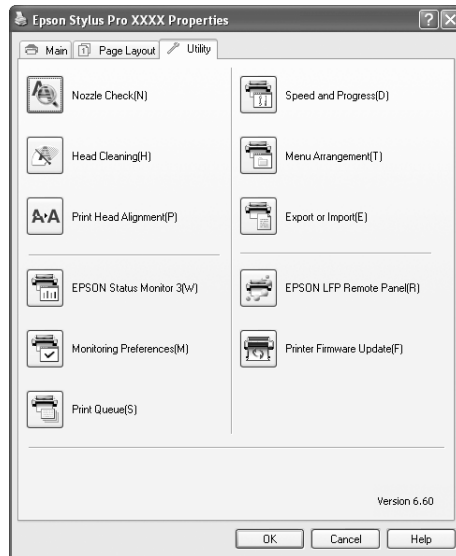 Epson Stylus Pro XXXX Properties
Main
Page Layout
Utility
Nozzle Check(N)
Head Cleaning(H)
A▸A
Print Head Alignment(P)
EPSON Status Monitor 3(W)
Monitoring Preferences(M)
Print Queue(S)
Speed and Progress(D)
Menu Arrangement(T)
Export or Import(E)
EPSON LFP Remote Panel(R)
Printer Firmware Update(F)
Version 6.60
OK
Cancel
Help